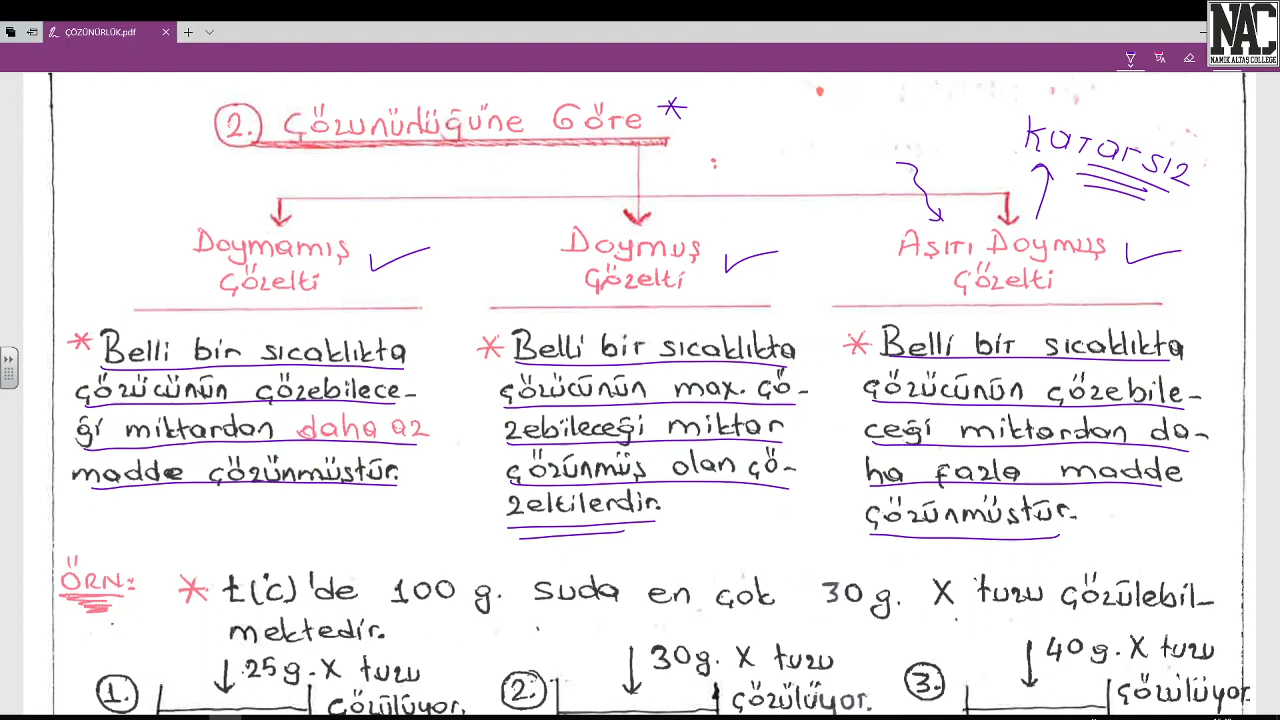 ÇÖZÜNÜRLÜK.pdf
NAC
NAMIK ALTAŞ COLLEGE
2. Çözünürlüğüne Göre *
Kararsız
Doymamış
Çözelti
Doymuş
Çözelti
Aşırı Doymuş
Çözelti
* Belli bir sıcaklıkta
çözücünün çözebilece-
ği miktardan daha az
madde çözünmüştür.
* Belli bir sıcaklıkta
çözücünün max. çö-
zebileceği miktar
çözünmüş olan çö-
zeltilerdir.
* Belli bir sıcaklıkta
çözücünün çözebile-
ceği miktardan da-
ha fazla madde
çözünmüştür.
ÖRN:
* t(°c)'de 100 g. suda en çok 30 g. X tuzu çözülebil-
mektedir.
1. 25 g. X tuzu
çözülüyor.
2. 30 g. X tuzu
çözülüyor.
3. 40 g. X tuzu
çözülüyor.